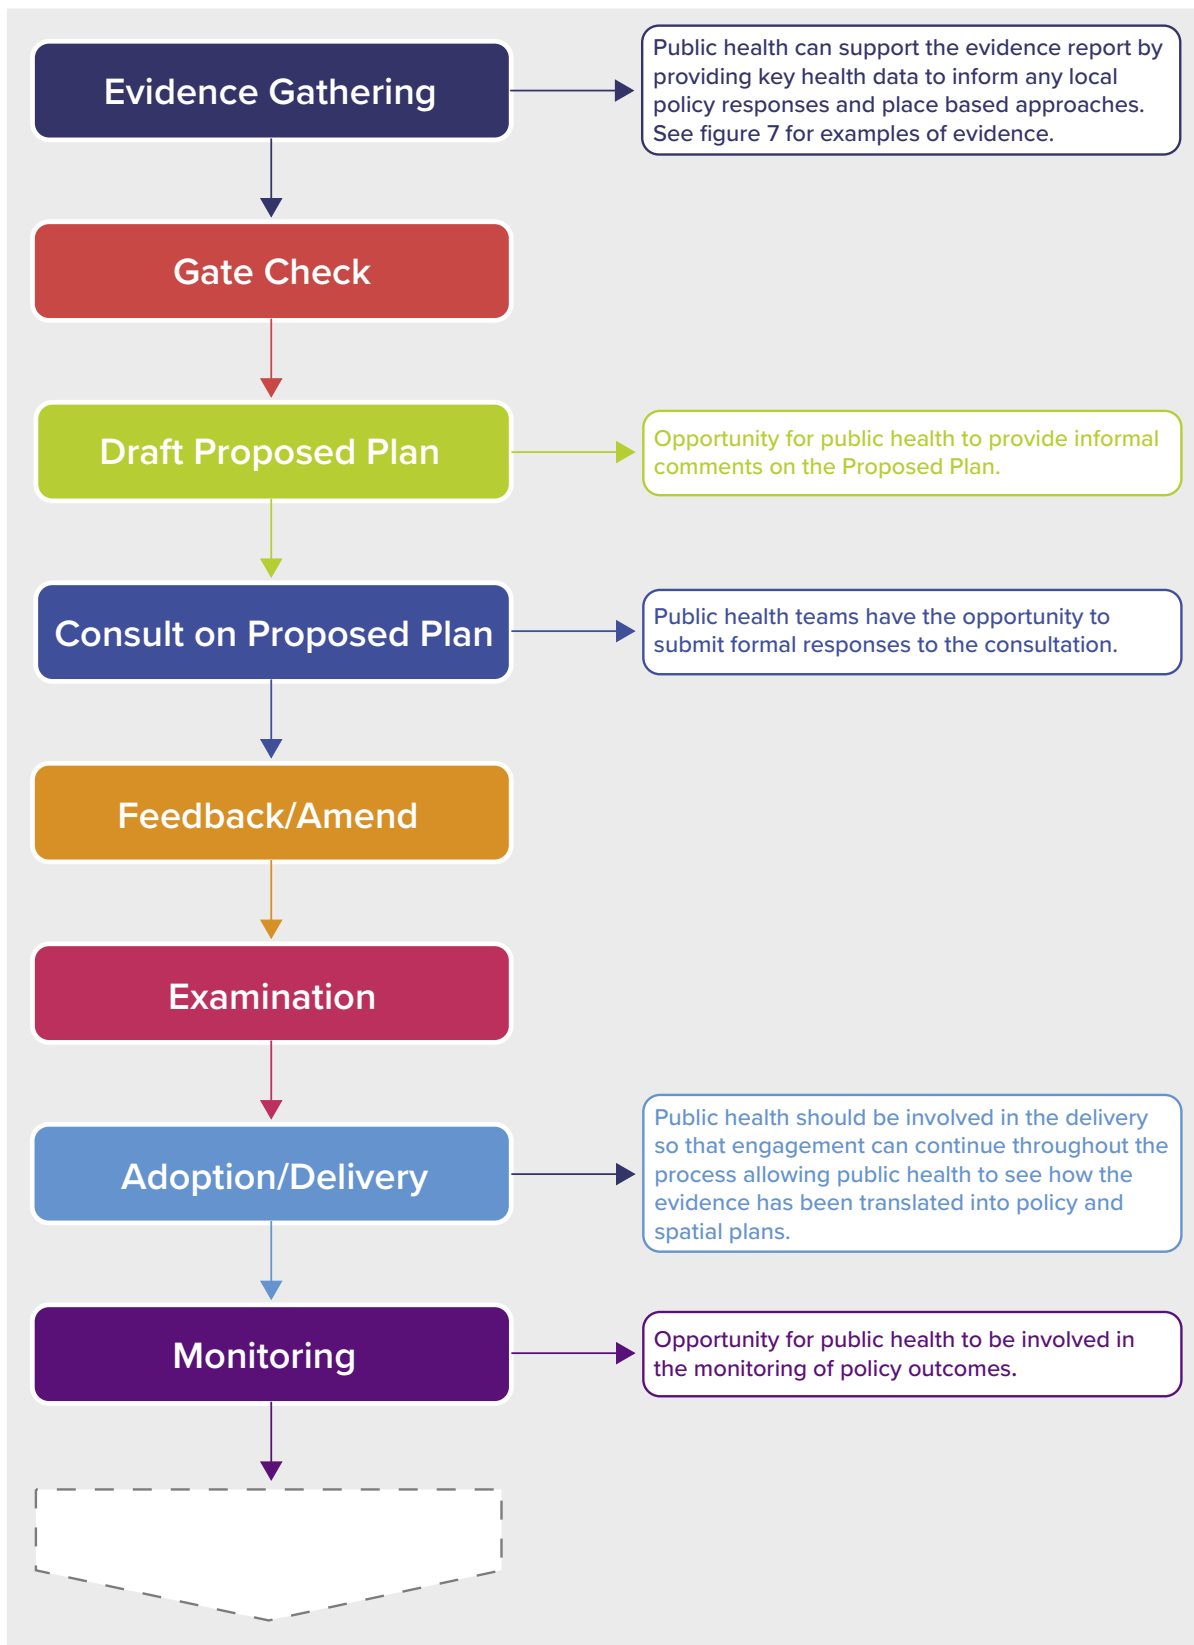 Evidence Gathering
Public health can support the evidence report by
providing key health data to inform any local
policy responses and place based approaches.
See figure 7 for examples of evidence.
Gate Check
Draft Proposed Plan
Opportunity for public health to provide informal
comments on the Proposed Plan.
Consult on Proposed Plan
Public health teams have the opportunity to
submit formal responses to the consultation.
Feedback/Amend
Examination
Adoption/Delivery
Public health should be involved in the delivery
so that engagement can continue throughout the
process allowing public health to see how the
evidence has been translated into policy and
spatial plans.
Monitoring
Opportunity for public health to be involved in
the monitoring of policy outcomes.